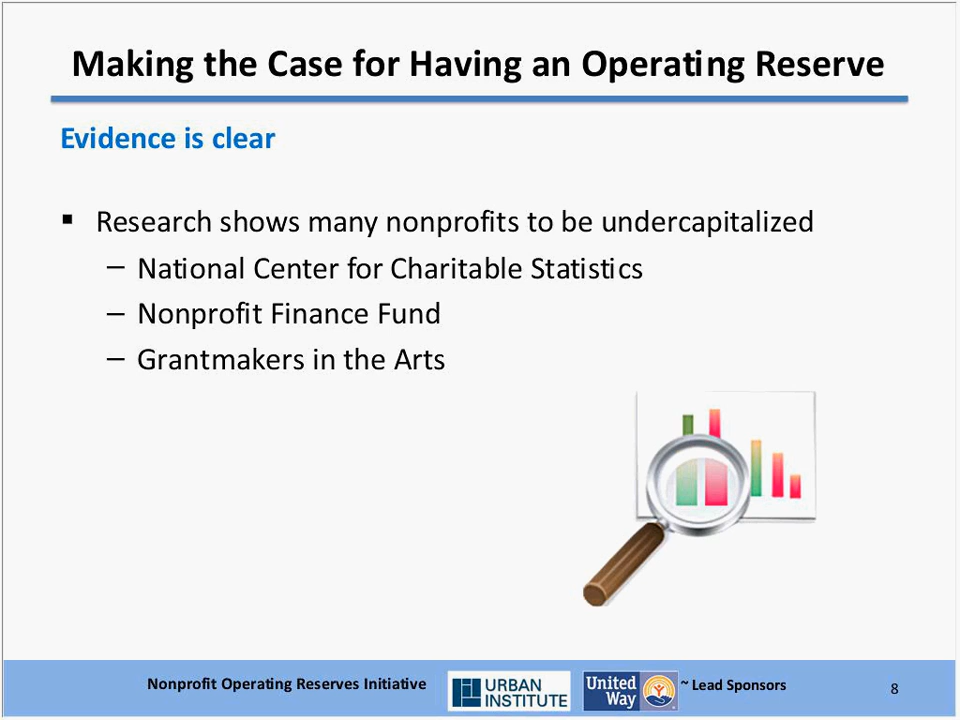 Making the Case for Having an Operating Reserve
Evidence is clear
▪ Research shows many nonprofits to be undercapitalized
– National Center for Charitable Statistics
– Nonprofit Finance Fund
– Grantmakers in the Arts
Nonprofit Operating Reserves Initiative
URBAN
INSTITUTE
United
Way
~ Lead Sponsors
8